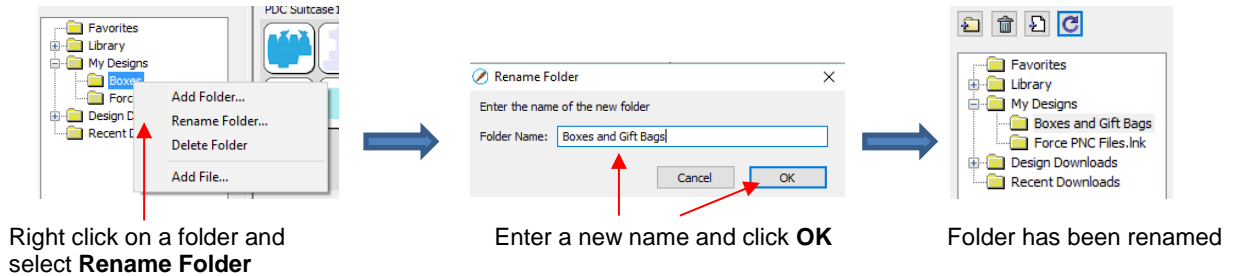 PDC Suitcase
Favorites
Library
My Designs
Boxes
Force
Design D
Recent D
Add Folder...
Rename Folder...
Delete Folder
Add File...
Rename Folder
Enter the name of the new folder
Folder Name: Boxes and Gift Bags
Cancel OK
Favorites
Library
My Designs
Boxes and Gift Bags
Force PNC Files.lnk
Design Downloads
Recent Downloads
Right click on a folder and
select Rename Folder
Enter a new name and click OK
Folder has been renamed